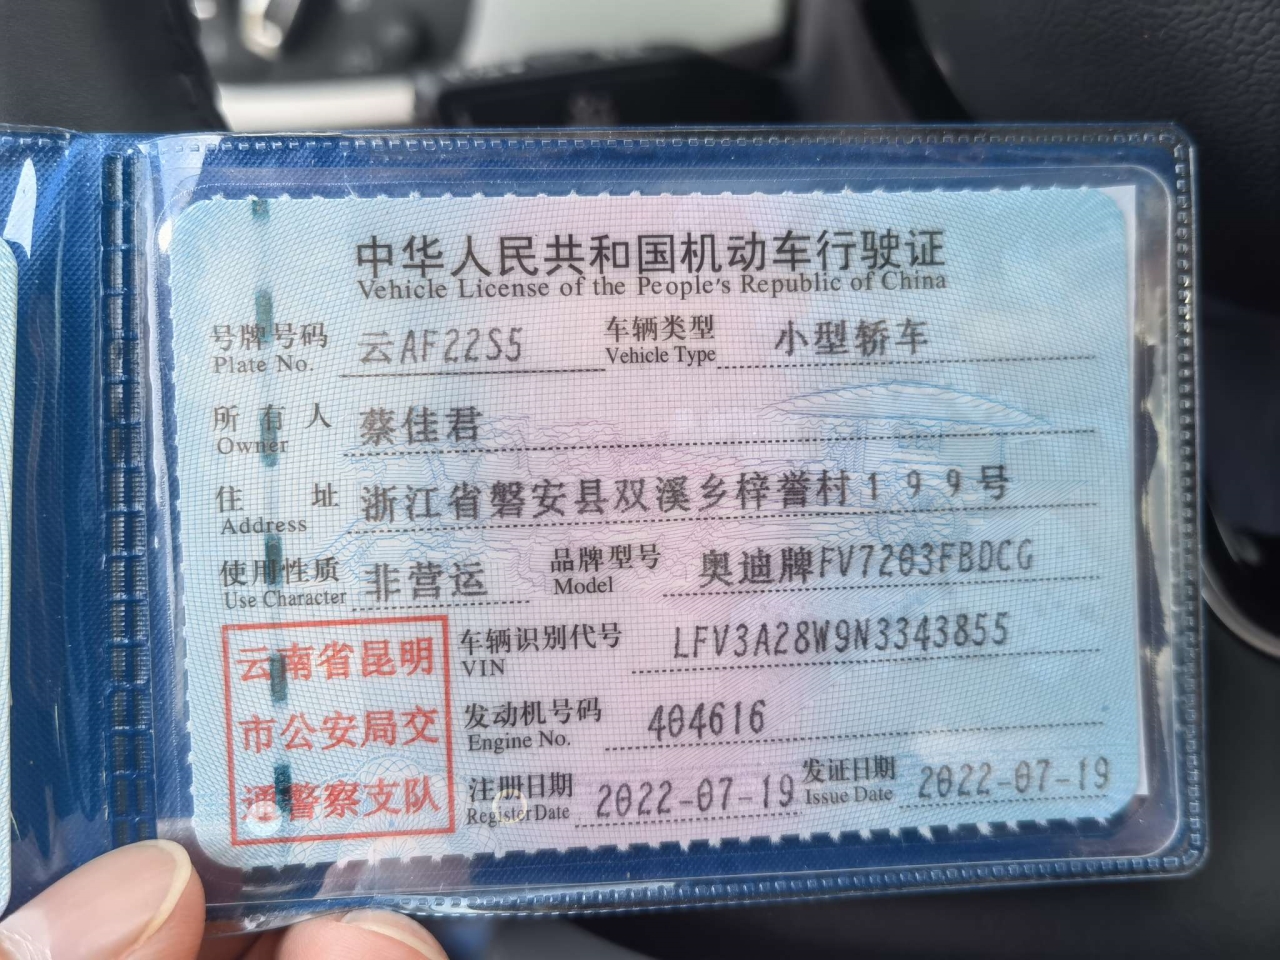 中华人民共和国机动车行驶证
Vehicle License of the People's Republic of China
号牌号码 云AF22S5 车辆类型 小型轿车
Plate No. Vehicle Type
所有人 蔡佳君
Owner
住址 浙江省磐安县双溪乡梓誉村199号
Address
使用性质 非营运 品牌型号 奥迪牌FV7203FBDCG
Use Character Model
云南省昆明
市公安局交
通警察支队
车辆识别代号 LFV3A28W9N3343855
VIN
发动机号码 404616
Engine No.
注册日期 2022-07-19 发证日期 2022-07-19
Register Date Issue Date